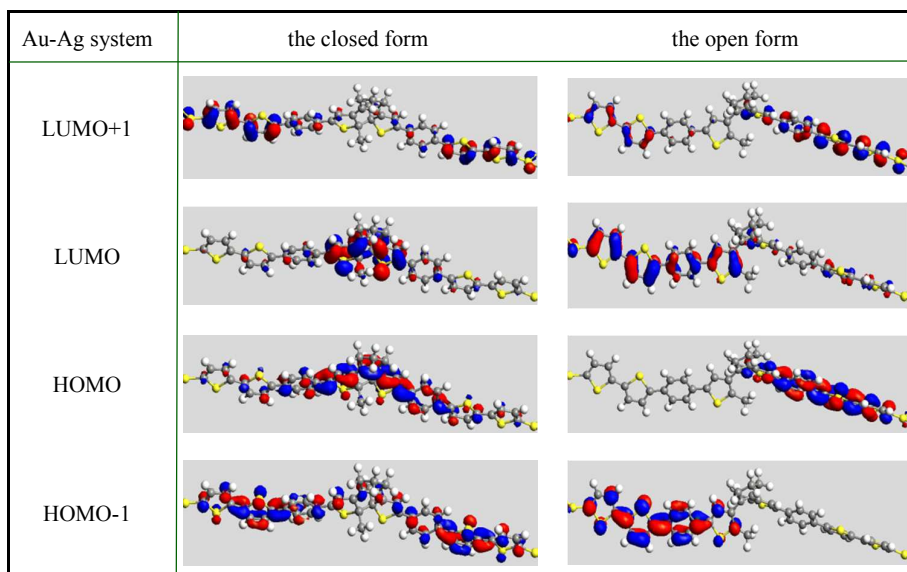 Au-Ag system the closed form the open form
LUMO+1
LUMO
HOMO
HOMO-1